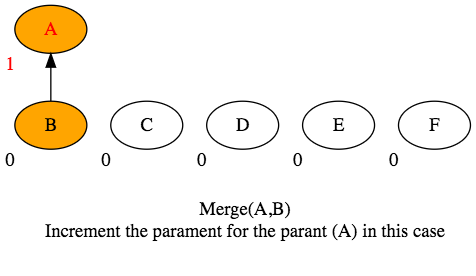 A
1
B C D E F
0 0 0 0 0
Merge(A,B)
Increment the parament for the parant (A) in this case